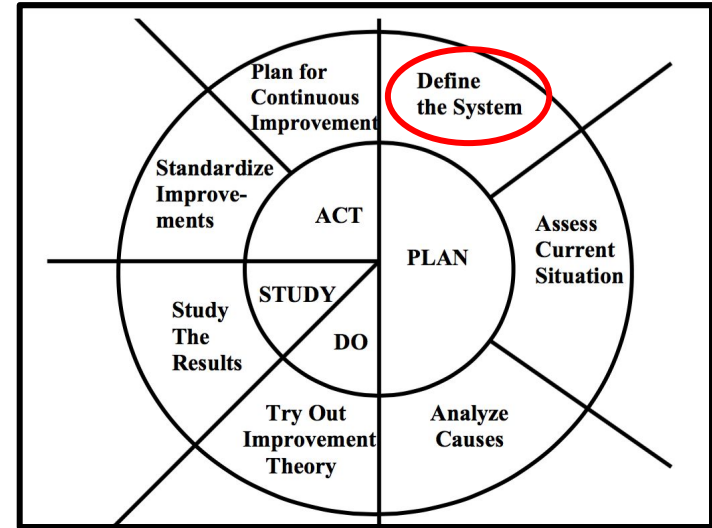 Plan for
Continuous
Improvement
Define
the System
Standardize
Improve-
ments
ACT
Assess
Current
Situation
PLAN
STUDY
Study
The
Results
DO
Try Out
Improvement
Theory
Analyze
Causes